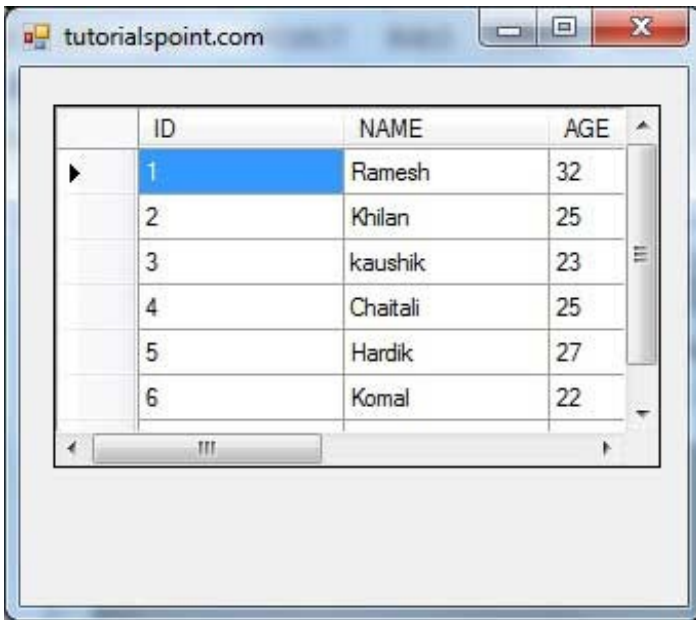 tutorialspoint.com
ID NAME AGE
1 Ramesh 32
2 Khilan 25
3 kaushik 23
4 Chaitali 25
5 Hardik 27
6 Komal 22